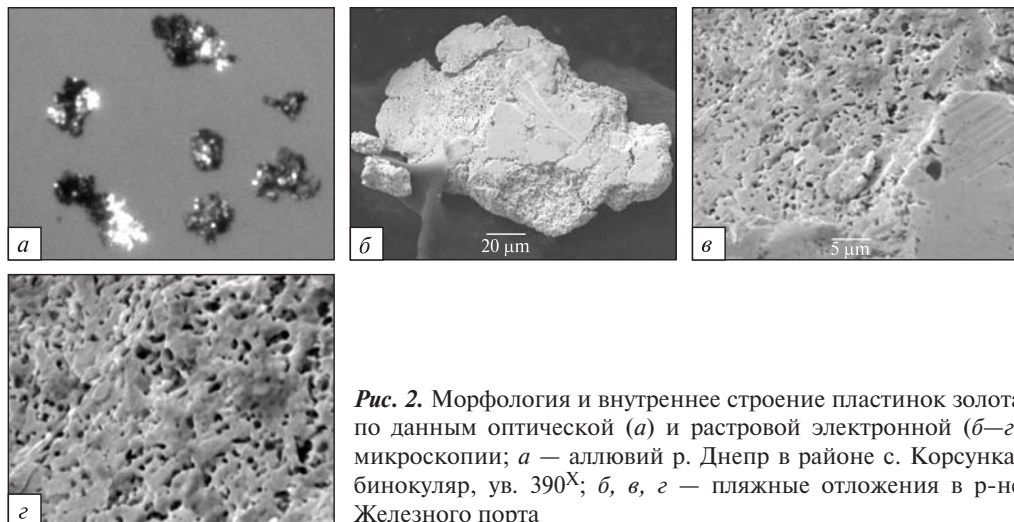 а
б
20 µm
в
5 µm
г
Рис. 2. Морфология и внутреннее строение пластинок золота
по данным оптической (а) и растровой электронной (б—г
микроскопии; а — аллювий р. Днепр в районе с. Корсунка
бинокуляр, ув. 390X; б, в, г — пляжные отложения в р-не
Железного порта